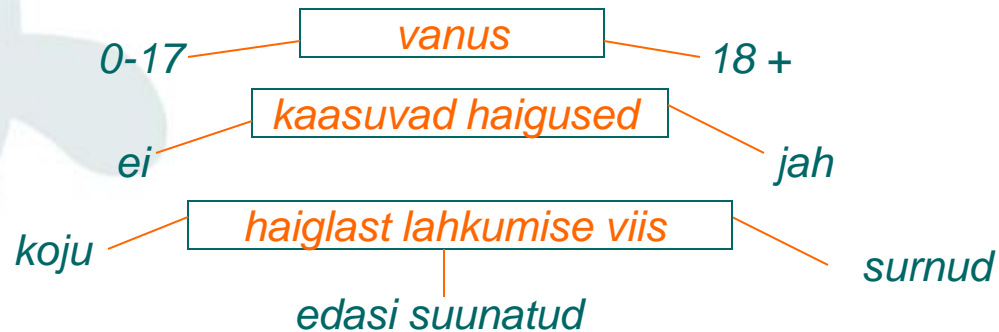 vanus
0-17
18 +
kaasuvad haigused
ei
jah
haiglast lahkumise viis
koju
surnud
edasi suunatud